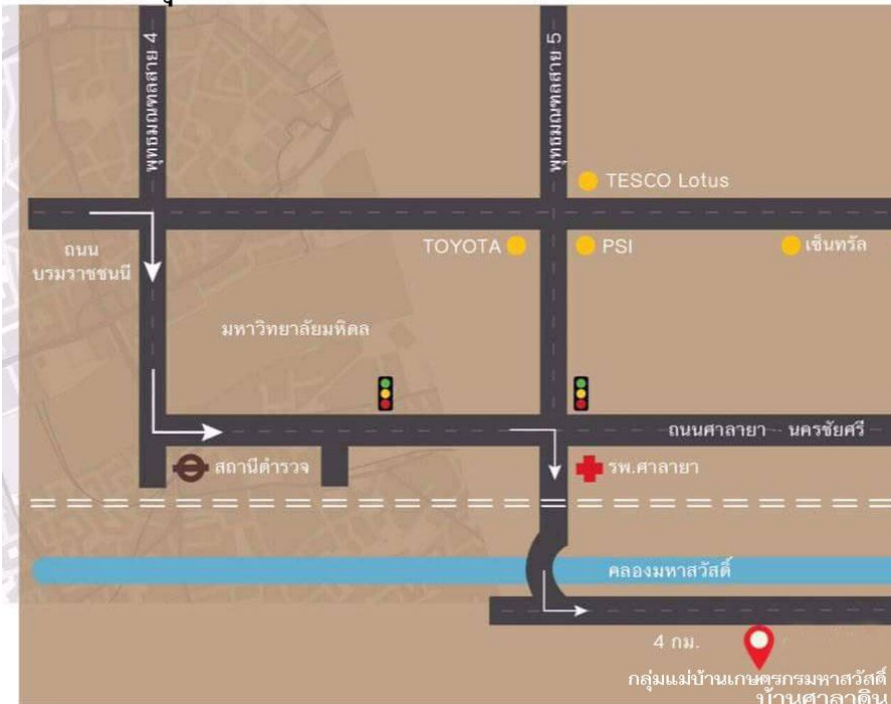 พุทธมณฑลสาย 4
พุทธมณฑลสาย 5
TESCO Lotus
ถนน
บรมราชชนนี
TOYOTA
PSI
เซ็นทรัล
มหาวิทยาลัยมหิดล
ถนนศาลายา - นครชัยศรี
สถานีตำรวจ
รพ.ศาลายา
คลองมหาสวัสดิ์
4 กม.
กลุ่มแม่บ้านเกษตรกรมหาสวัสดิ์
บ้านศาลาดิน